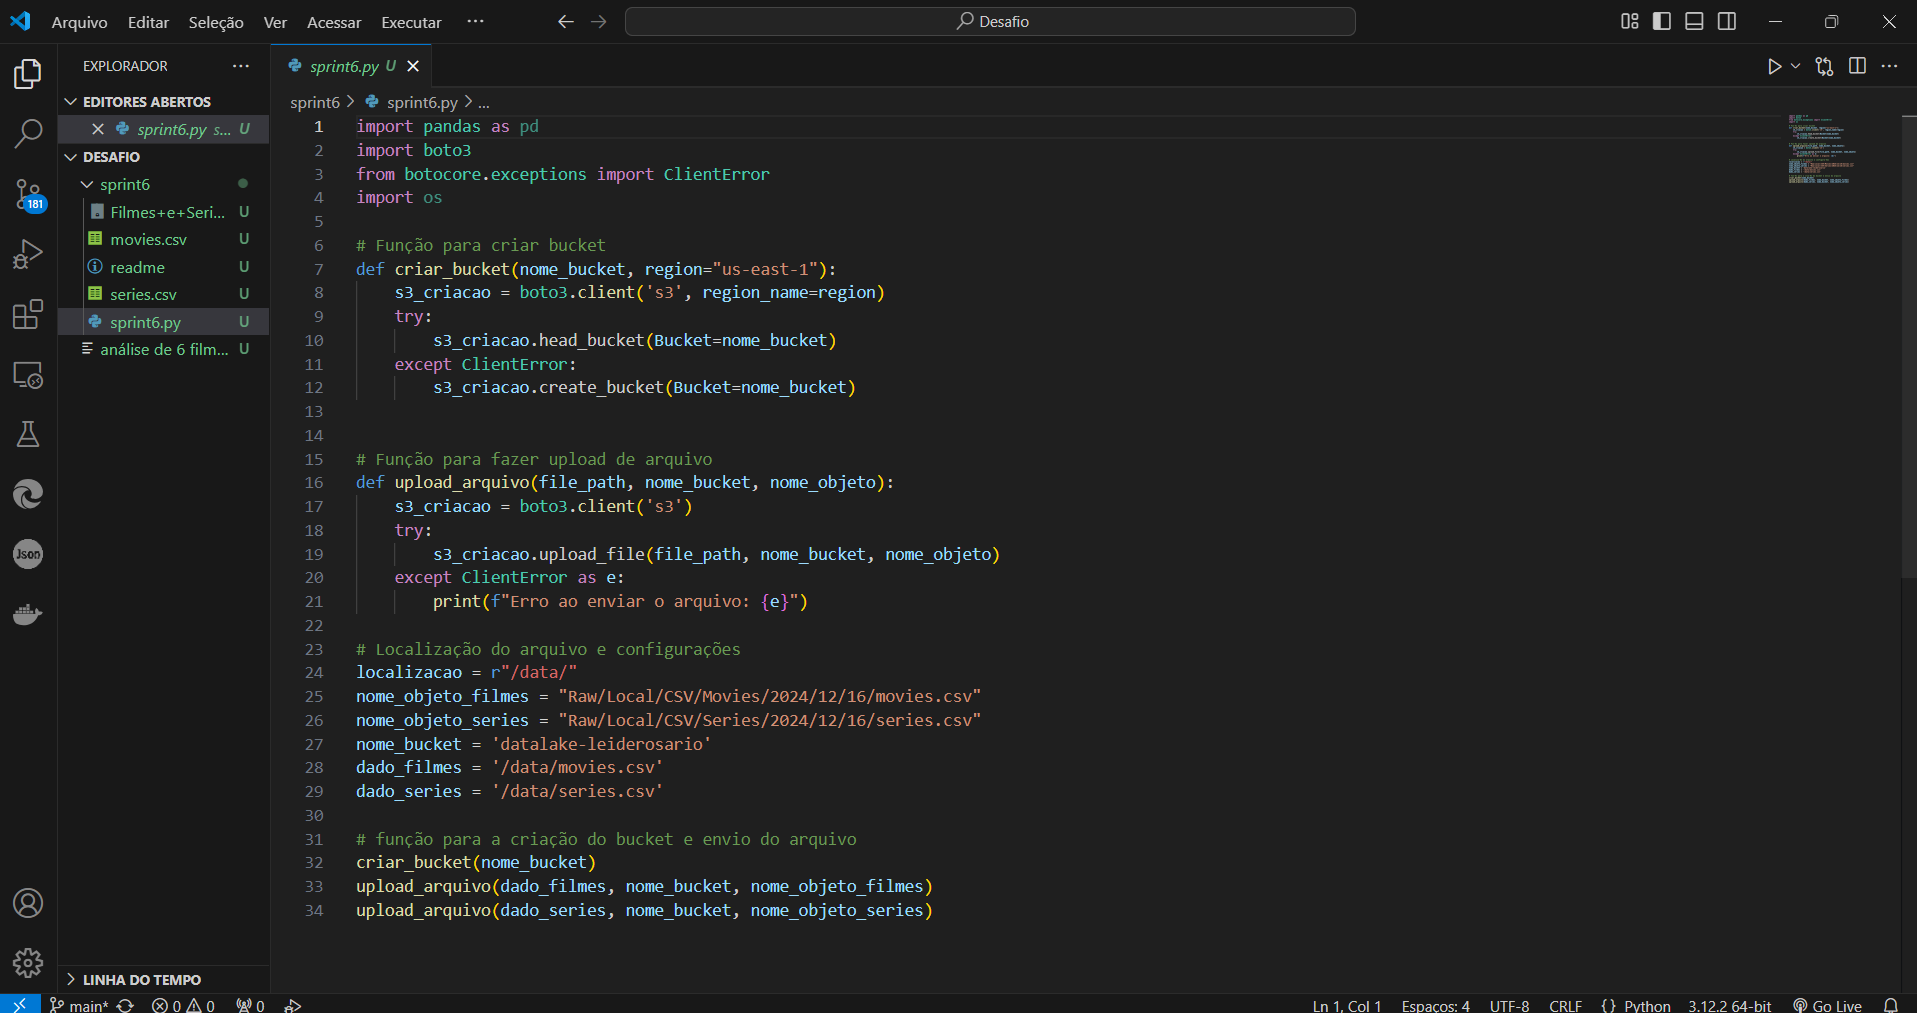 Arquivo Editar Seleção Ver Acessar Executar ··· Desafio
EXPLORADOR ···
EDITORES ABERTOS
sprint6.py s... U
DESAFIO
sprint6
Filmes+e+Seri... U
movies.csv U
readme U
series.csv U
sprint6.py U
análise de 6 film... U
LINHA DO TEMPO
181
Json
sprint6.py U
sprint6 > sprint6.py > ...
1 import pandas as pd
2 import boto3
3 from botocore.exceptions import ClientError
4 import os
5
6 # Função para criar bucket
7 def criar_bucket(nome_bucket, region="us-east-1"):
8     s3_criacao = boto3.client('s3', region_name=region)
9     try:
10         s3_criacao.head_bucket(Bucket=nome_bucket)
11     except ClientError:
12         s3_criacao.create_bucket(Bucket=nome_bucket)
13
14
15 # Função para fazer upload de arquivo
16 def upload_arquivo(file_path, nome_bucket, nome_objeto):
17     s3_criacao = boto3.client('s3')
18     try:
19         s3_criacao.upload_file(file_path, nome_bucket, nome_objeto)
20     except ClientError as e:
21         print(f"Erro ao enviar o arquivo: {e}")
22
23 # Localização do arquivo e configurações
24 localizacao = r"/data/"
25 nome_objeto_filmes = "Raw/Local/CSV/Movies/2024/12/16/movies.csv"
26 nome_objeto_series = "Raw/Local/CSV/Series/2024/12/16/series.csv"
27 nome_bucket = 'datalake-leiderosario'
28 dado_filmes = '/data/movies.csv'
29 dado_series = '/data/series.csv'
30
31 # função para a criação do bucket e envio do arquivo
32 criar_bucket(nome_bucket)
33 upload_arquivo(dado_filmes, nome_bucket, nome_objeto_filmes)
34 upload_arquivo(dado_series, nome_bucket, nome_objeto_series)
main* 0 0 0 Ln 1, Col 1 Espaços: 4 UTF-8 CRLF {} Python 3.12.2 64-bit Go Live